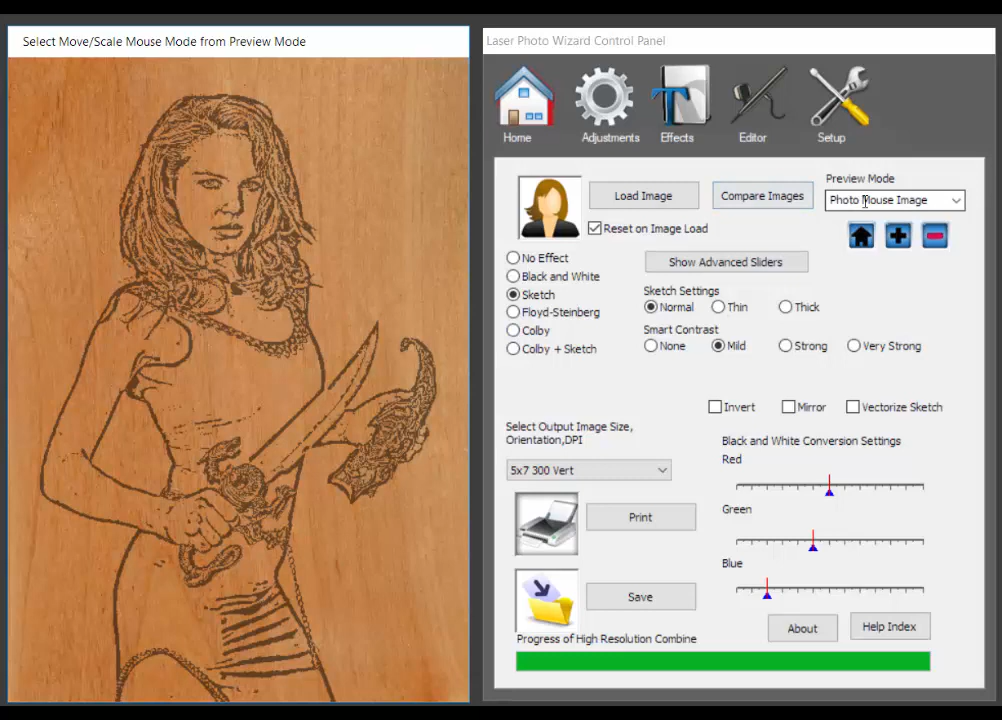 Select Move/Scale Mouse Mode from Preview Mode
Laser Photo Wizard Control Panel
Home Adjustments Effects Editor Setup
Load Image
Compare Images
Preview Mode
Photo Mouse Image
Reset on Image Load
No Effect
Black and White
Sketch
Floyd-Steinberg
Colby
Colby + Sketch
Show Advanced Sliders
Sketch Settings
Normal Thin Thick
Smart Contrast
None Mild Strong Very Strong
Invert Mirror Vectorize Sketch
Select Output Image Size,
Orientation,DPI
5x7 300 Vert
Print
Save
Black and White Conversion Settings
Red
Green
Blue
About
Help Index
Progress of High Resolution Combine